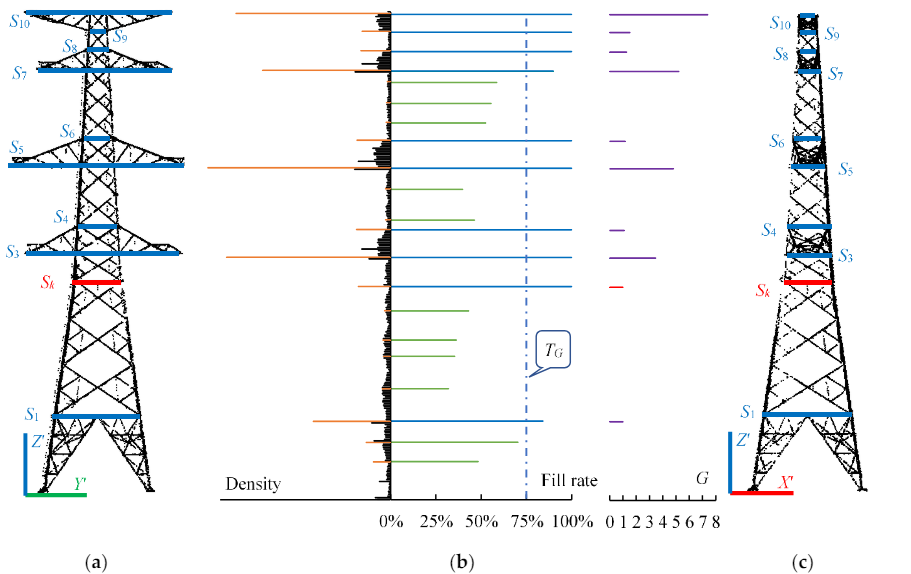 S10
S9
S8
S7
S6
S5
S4
S3
Sk
S1
Z'
Y'
TG
Density
Fill rate
0% 25% 50% 75% 100%
G
0 1 2 3 4 5 6 7 8
S10
S9
S8
S7
S6
S5
S4
S3
Sk
S1
Z'
X'
(a) (b) (c)